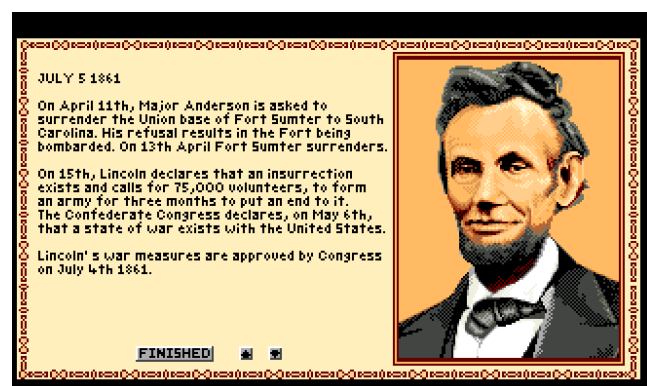 JULY 5 1861
On April 11th, Major Anderson is asked to
surrender the Union base of Fort Sumter to South
Carolina. His refusal results in the Fort being
bombarded. On 13th April Fort Sumter surrenders.
On 15th, Lincoln declares that an insurrection
exists and calls for 75,000 volunteers, to form
an army for three months to put an end to it.
The Confederate Congress declares, on May 6th,
that a state of war exists with the United States.
Lincoln's war measures are approved by Congress
on July 4th 1861.
FINISHED